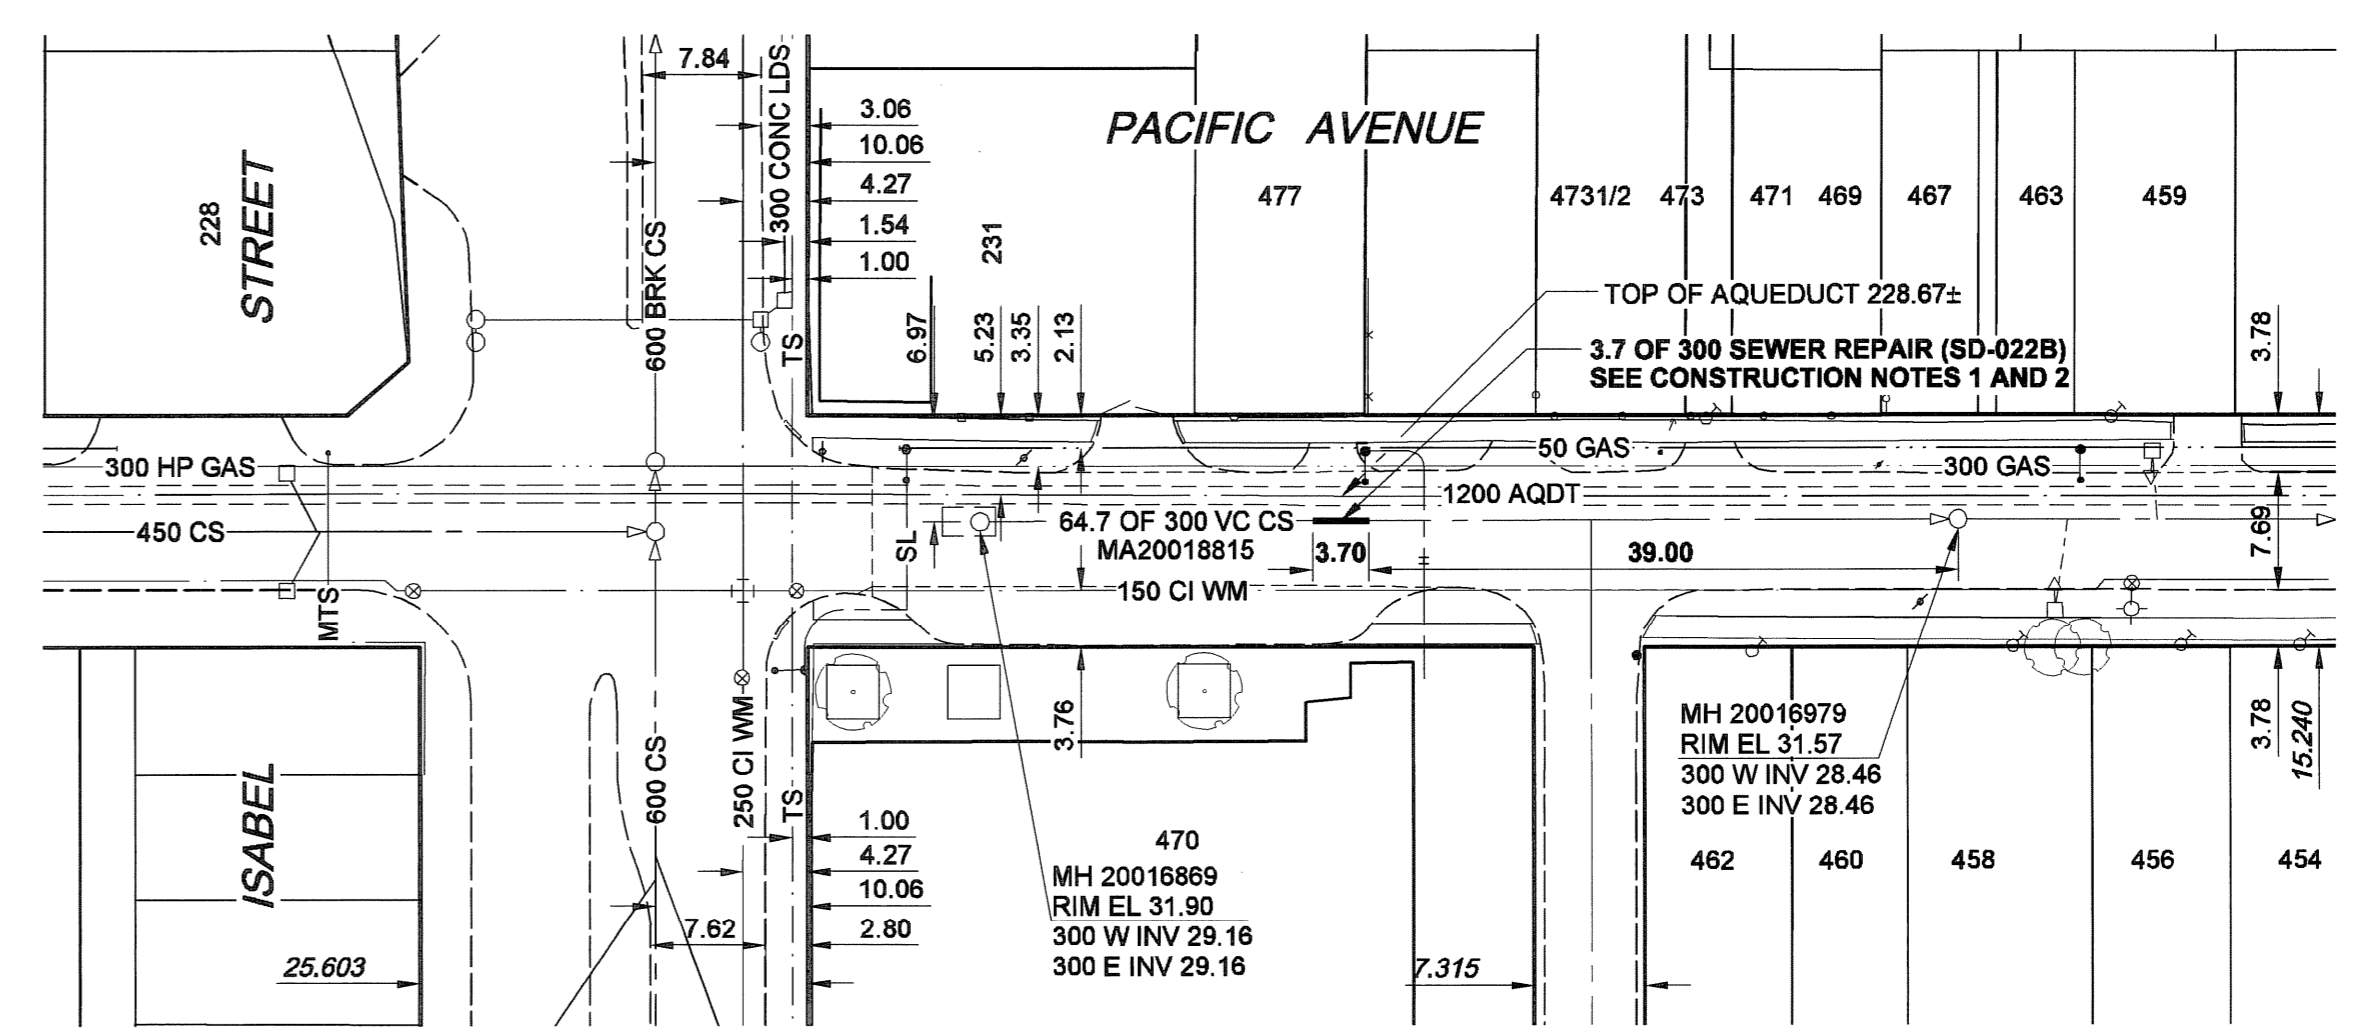 7.84
300 CONC LDS
3.06
10.06
4.27
1.54
1.00
PACIFIC AVENUE
228
STREET
600 BRK CS
TS
231
477
4731/2
473
471
469
467
463
459
6.97
5.23
3.35
2.13
TOP OF AQUEDUCT 228.67±
3.7 OF 300 SEWER REPAIR (SD-022B)
SEE CONSTRUCTION NOTES 1 AND 2
3.78
300 HP GAS
50 GAS
300 GAS
1200 AQDT
450 CS
SL
64.7 OF 300 VC CS
MA20018815
3.70
39.00
7.69
150 CI WM
MTS
ISABEL
600 CS
250 CI WM
TS
3.76
1.00
4.27
10.06
2.80
7.62
25.603
470
MH 20016869
RIM EL 31.90
300 W INV 29.16
300 E INV 29.16
7.315
MH 20016979
RIM EL 31.57
300 W INV 28.46
300 E INV 28.46
462
460
458
456
454
3.78
15.240